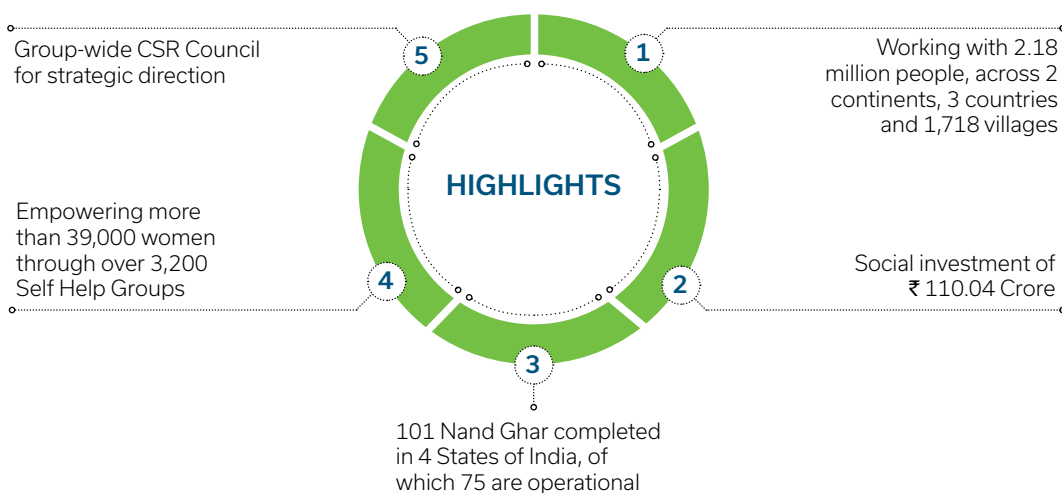 HIGHLIGHTS
1
Working with 2.18
million people, across 2
continents, 3 countries
and 1,718 villages
2
Social investment of
₹ 110.04 Crore
3
101 Nand Ghar completed
in 4 States of India, of
which 75 are operational
4
Empowering more
than 39,000 women
through over 3,200
Self Help Groups
5
Group-wide CSR Council
for strategic direction